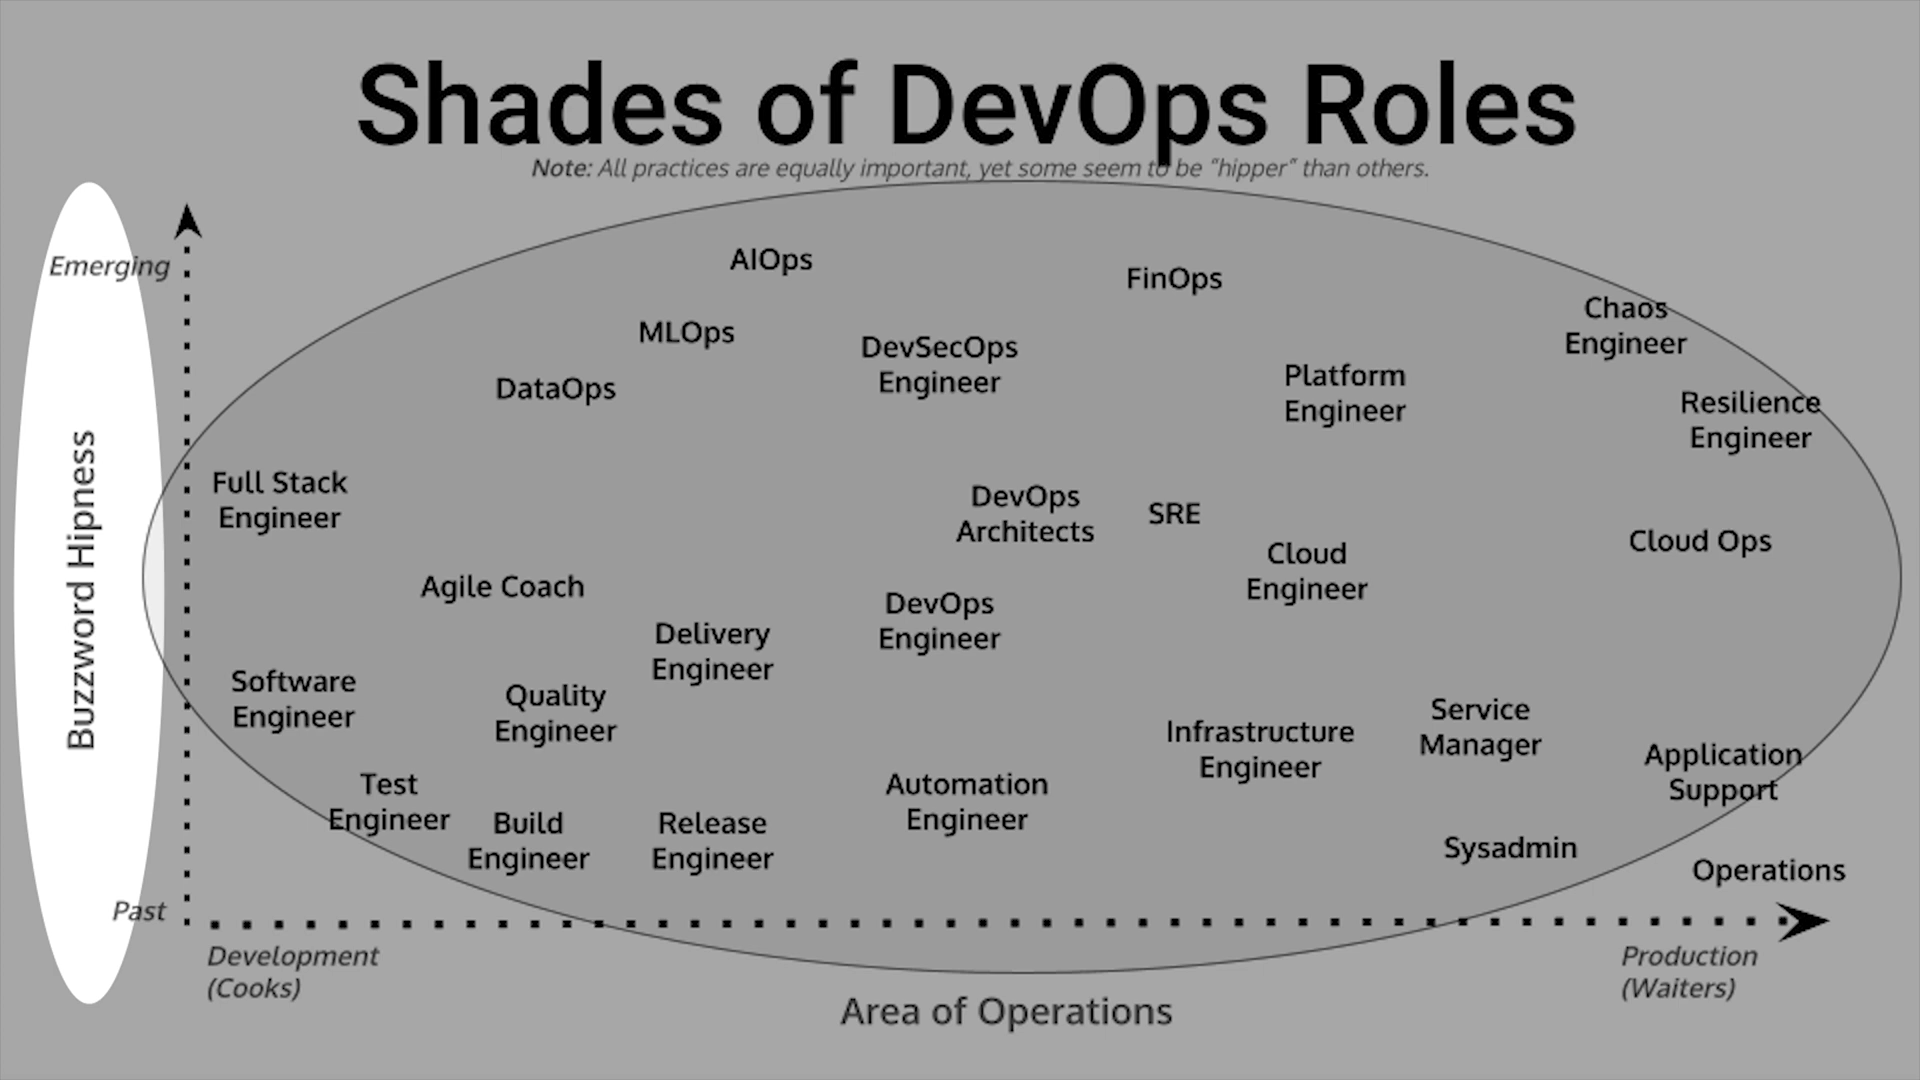 Shades of DevOps Roles
Note: All practices are equally important, yet some seem to be “hipper” than others.
Emerging
Buzzword Hipness
Past
AIOps
FinOps
Chaos
Engineer
MLOps
DevSecOps
Engineer
DataOps
Platform
Engineer
Resilience
Engineer
Full Stack
Engineer
DevOps
Architects
SRE
Cloud Ops
Cloud
Engineer
Agile Coach
DevOps
Engineer
Delivery
Engineer
Software
Engineer
Quality
Engineer
Infrastructure
Engineer
Service
Manager
Application
Support
Test
Engineer
Build
Engineer
Release
Engineer
Automation
Engineer
Sysadmin
Operations
Development
(Cooks)
Production
(Waiters)
Area of Operations